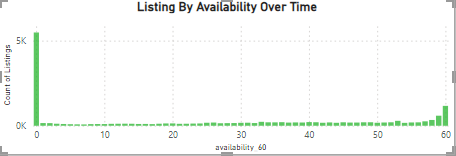 Listing By Availability Over Time
Count of Listings
5K
0K
0 10 20 30 40 50 60
availability_60